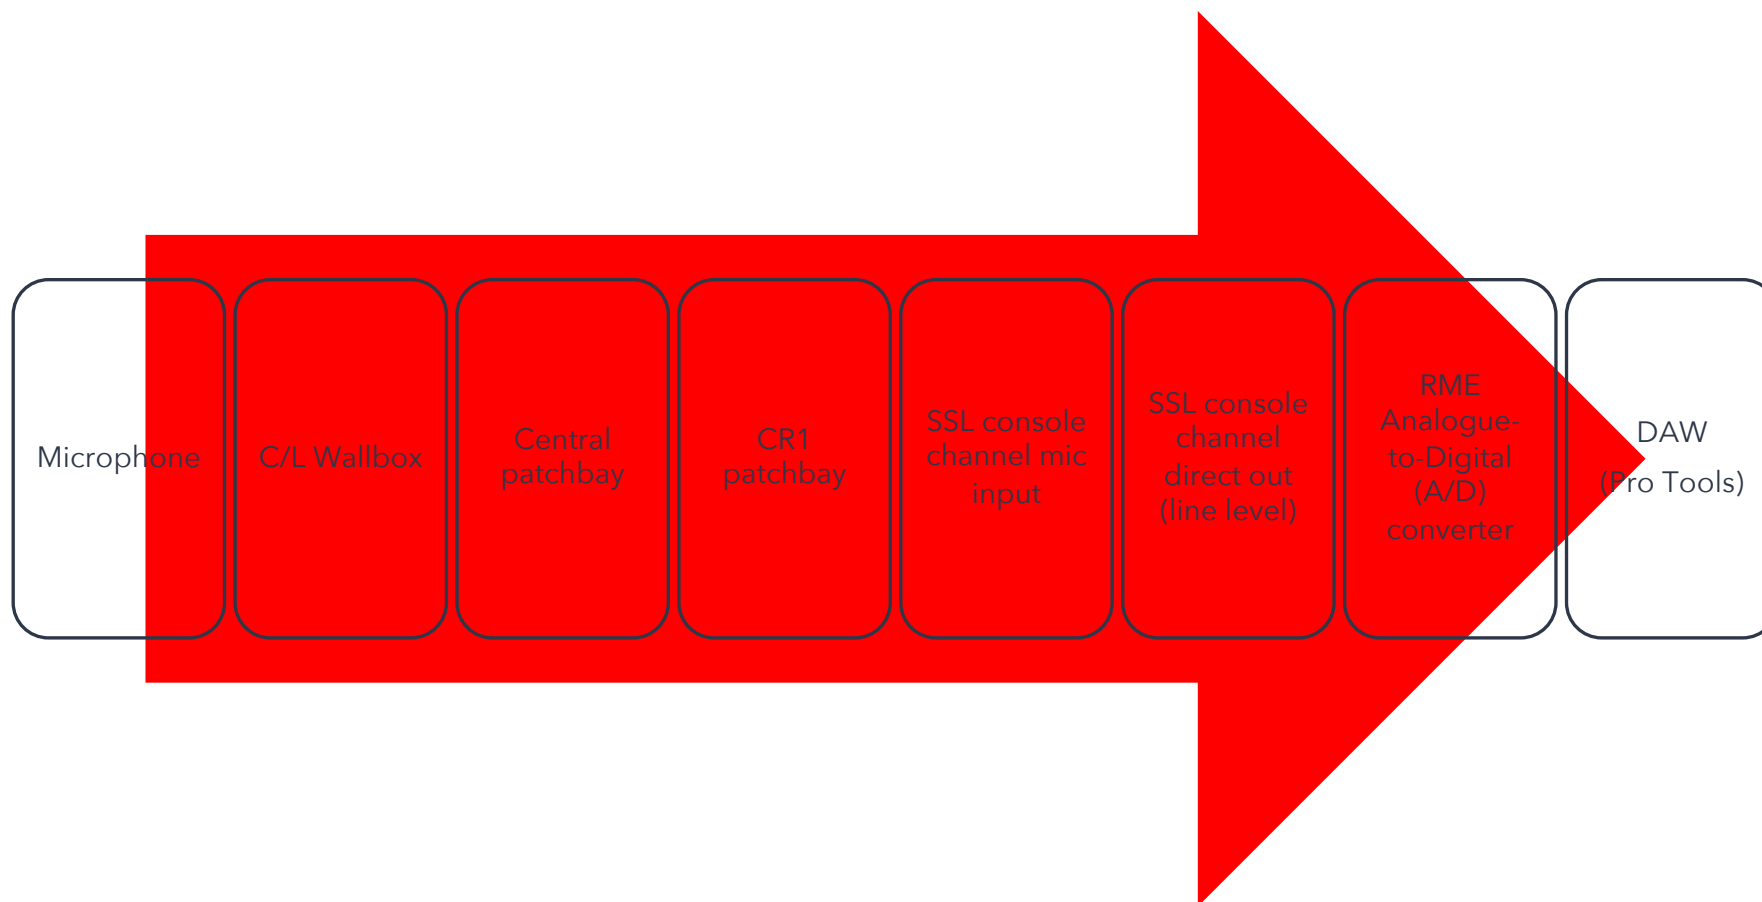 Microphone
C/L Wallbox
Central
patchbay
CR1
patchbay
SSL console
channel mic
input
SSL console
channel
direct out
(line level)
RME
Analogue-
to-Digital
(A/D)
converter
DAW
(Pro Tools)